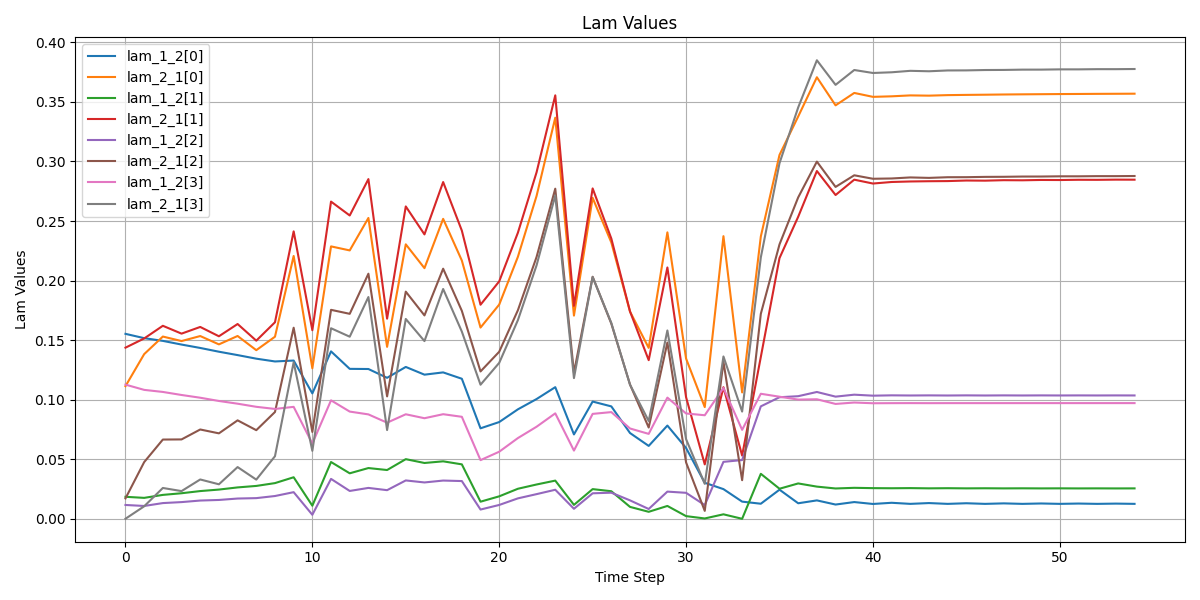 Lam Values
lam_1_2[0]
lam_2_1[0]
lam_1_2[1]
lam_2_1[1]
lam_1_2[2]
lam_2_1[2]
lam_1_2[3]
lam_2_1[3]
Lam Values
0.40
0.35
0.30
0.25
0.20
0.15
0.10
0.05
0.00
0 10 20 30 40 50
Time Step